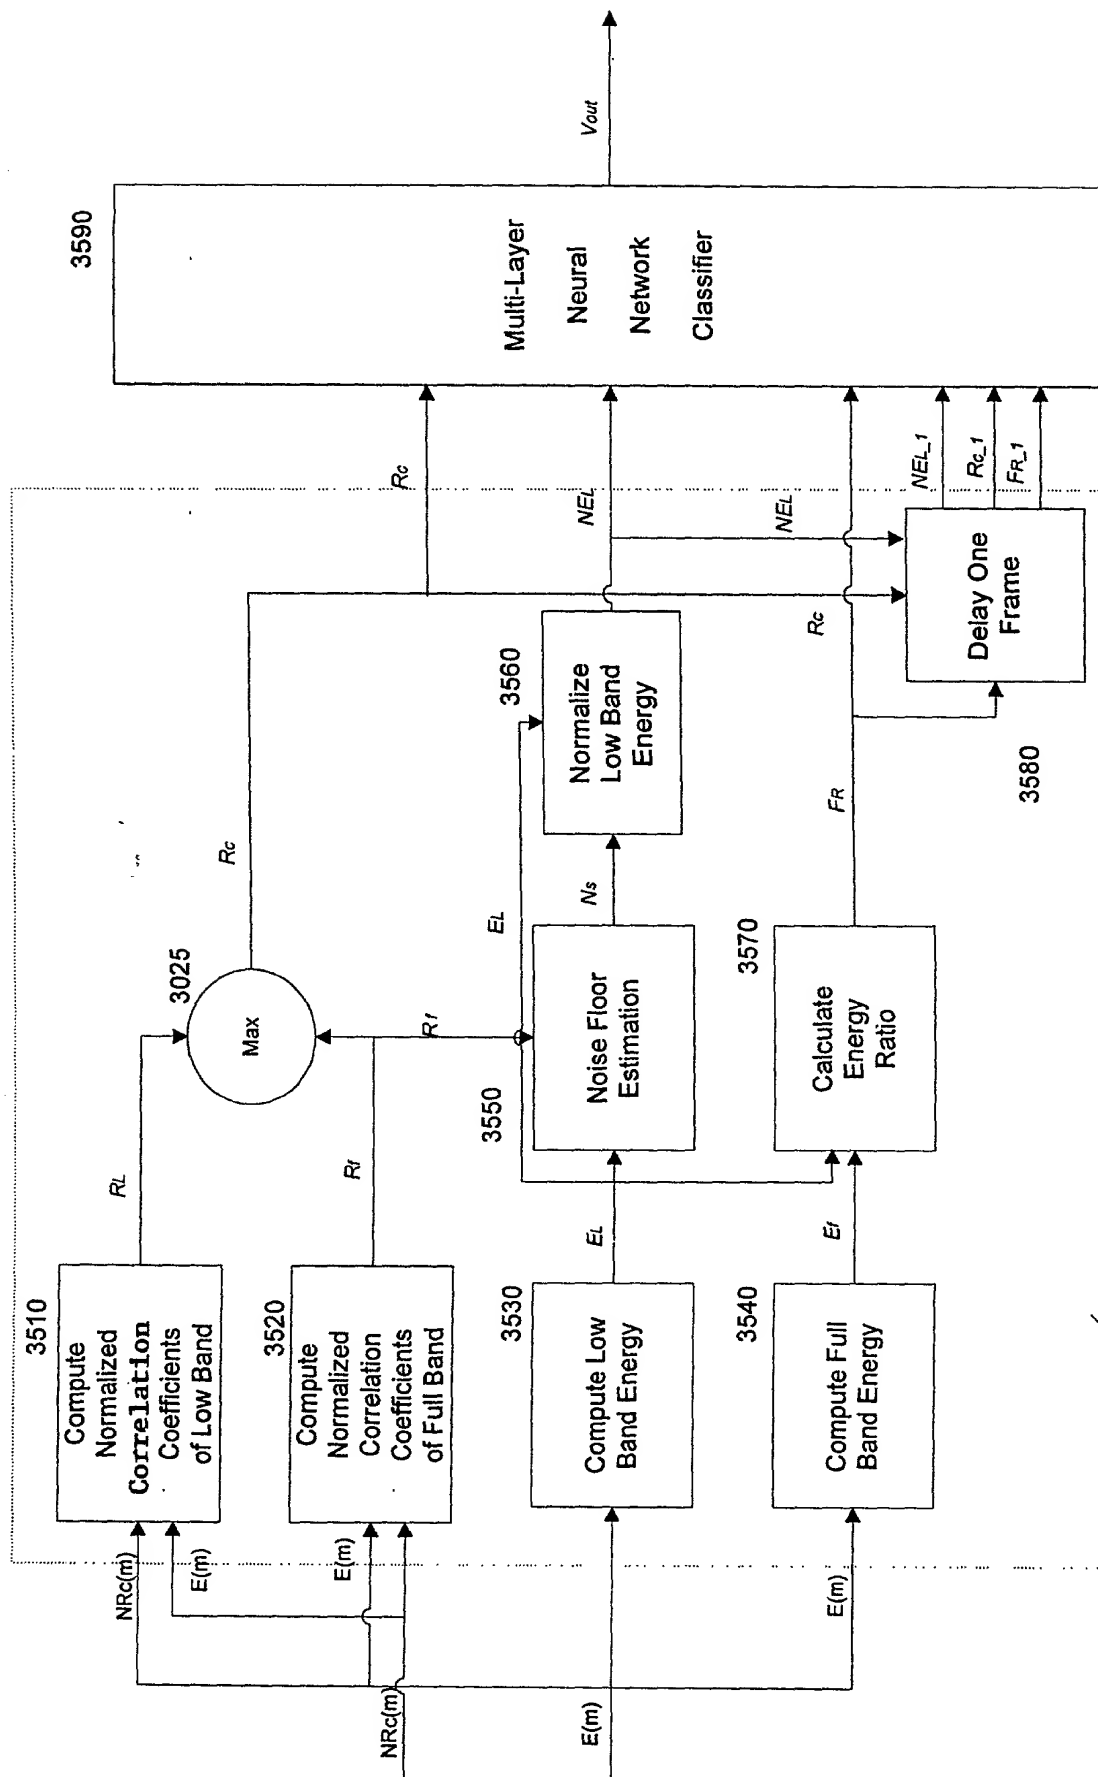 3510
Compute
Normalized
Correlation
Coefficients
of Low Band
NRc(m)
E(m)
RL
3520
Compute
Normalized
Correlation
Coefficients
of Full Band
E(m)
NRc(m)
Rf
3025
Max
Rc
Rc
Rf
3530
Compute Low
Band Energy
E(m)
EL
EL
3550
Noise Floor
Estimation
Ns
3560
Normalize
Low Band
Energy
NEL
NEL
Rc
3540
Compute Full
Band Energy
E(m)
Ef
3570
Calculate
Energy
Ratio
FR
3580
Delay One
Frame
NEL_1
Rc_1
FR_1
3590
Multi-Layer
Neural
Network
Classifier
Vout